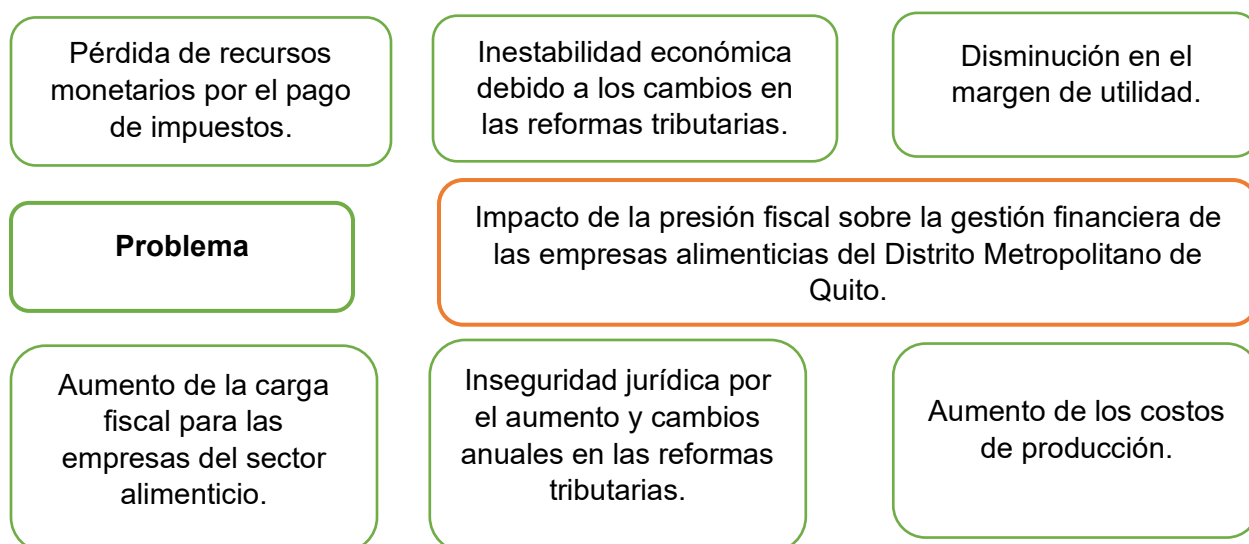 Pérdida de recursos
monetarios por el pago
de impuestos.
Inestabilidad económica
debido a los cambios en
las reformas tributarias.
Disminución en el
margen de utilidad.
Problema
Impacto de la presión fiscal sobre la gestión financiera de
las empresas alimenticias del Distrito Metropolitano de
Quito.
Aumento de la carga
fiscal para las
empresas del sector
alimenticio.
Inseguridad jurídica por
el aumento y cambios
anuales en las reformas
tributarias.
Aumento de los costos
de producción.